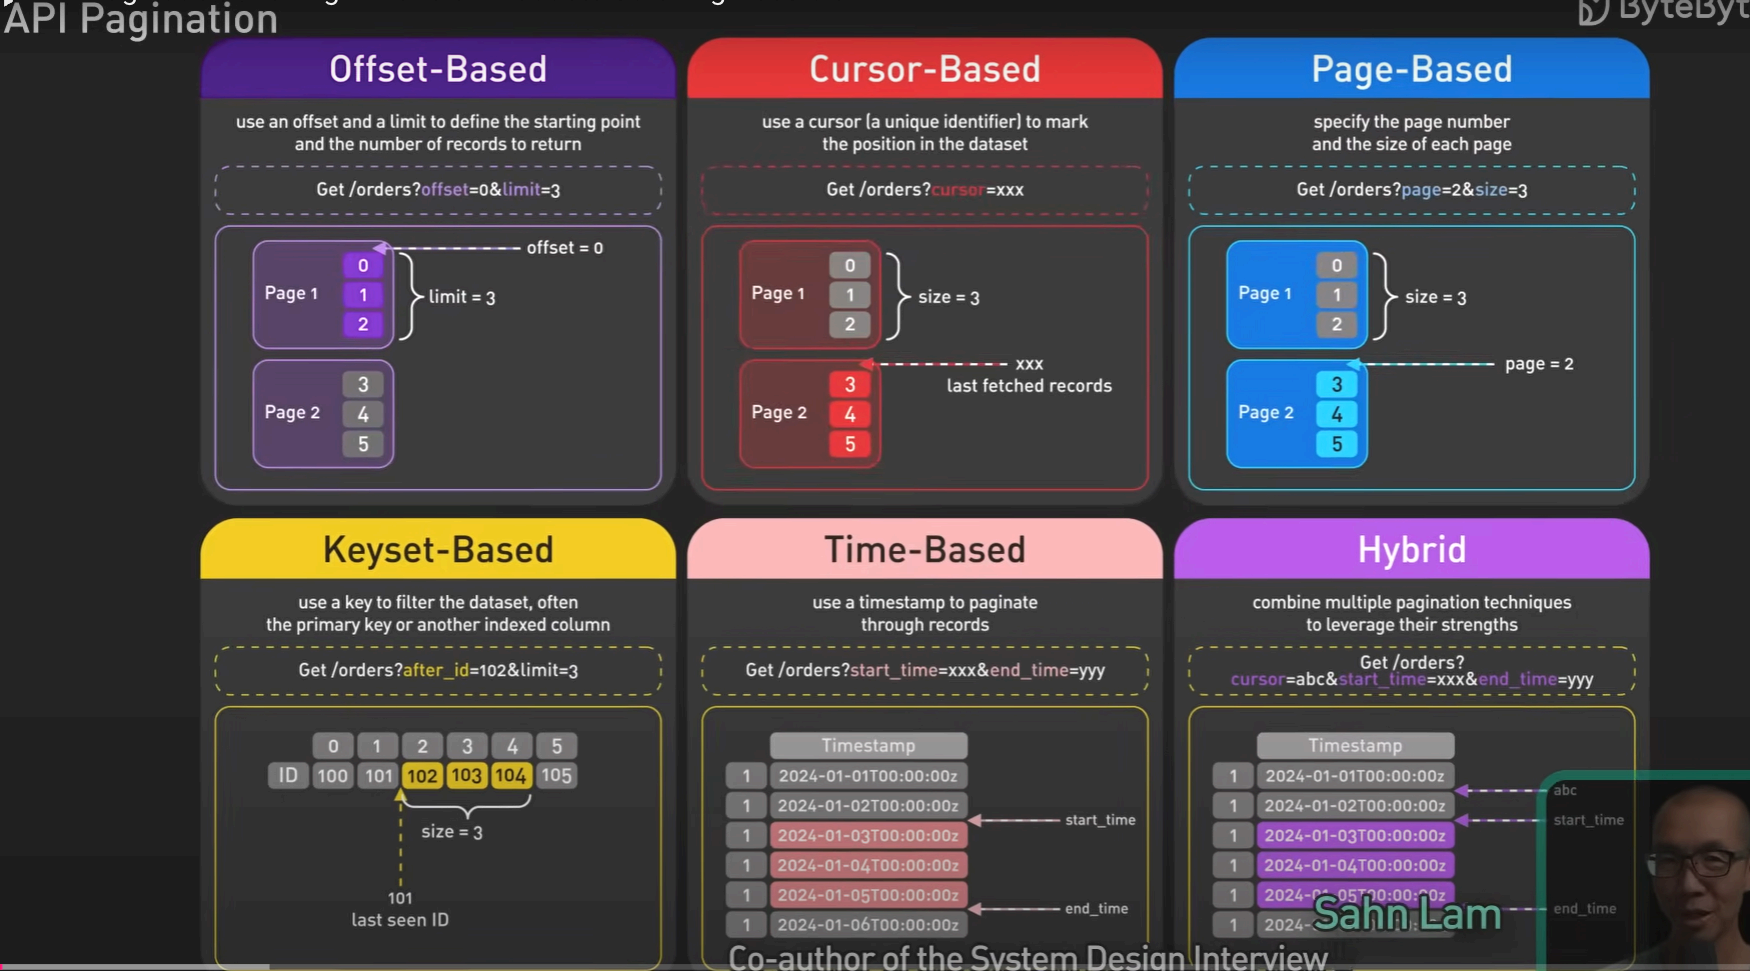 API Pagination
ByteByt
Offset-Based
use an offset and a limit to define the starting point
and the number of records to return
Get /orders?offset=0&limit=3
offset = 0
Page 1
0
1
2
limit = 3
Page 2
3
4
5
Cursor-Based
use a cursor (a unique identifier) to mark
the position in the dataset
Get /orders?cursor=xxx
Page 1
0
1
2
size = 3
xxx
last fetched records
Page 2
3
4
5
Page-Based
specify the page number
and the size of each page
Get /orders?page=2&size=3
Page 1
0
1
2
size = 3
page = 2
Page 2
3
4
5
Keyset-Based
use a key to filter the dataset, often
the primary key or another indexed column
Get /orders?after_id=102&limit=3
0 1 2 3 4 5
ID 100 101 102 103 104 105
size = 3
101
last seen ID
Time-Based
use a timestamp to paginate
through records
Get /orders?start_time=xxx&end_time=yyy
Timestamp
1 2024-01-01T00:00:00z
1 2024-01-02T00:00:00z
start_time
1 2024-01-03T00:00:00z
1 2024-01-04T00:00:00z
1 2024-01-05T00:00:00z
end_time
1 2024-01-06T00:00:00z
Hybrid
combine multiple pagination techniques
to leverage their strengths
Get /orders?
cursor=abc&start_time=xxx&end_time=yyy
Timestamp
1 2024-01-01T00:00:00z
abc
1 2024-01-02T00:00:00z
start_time
1 2024-01-03T00:00:00z
1 2024-01-04T00:00:00z
1 2024-01-05T00:00:00z
end_time
1 2024-
Sahn Lam
Co-author of the System Design Interview